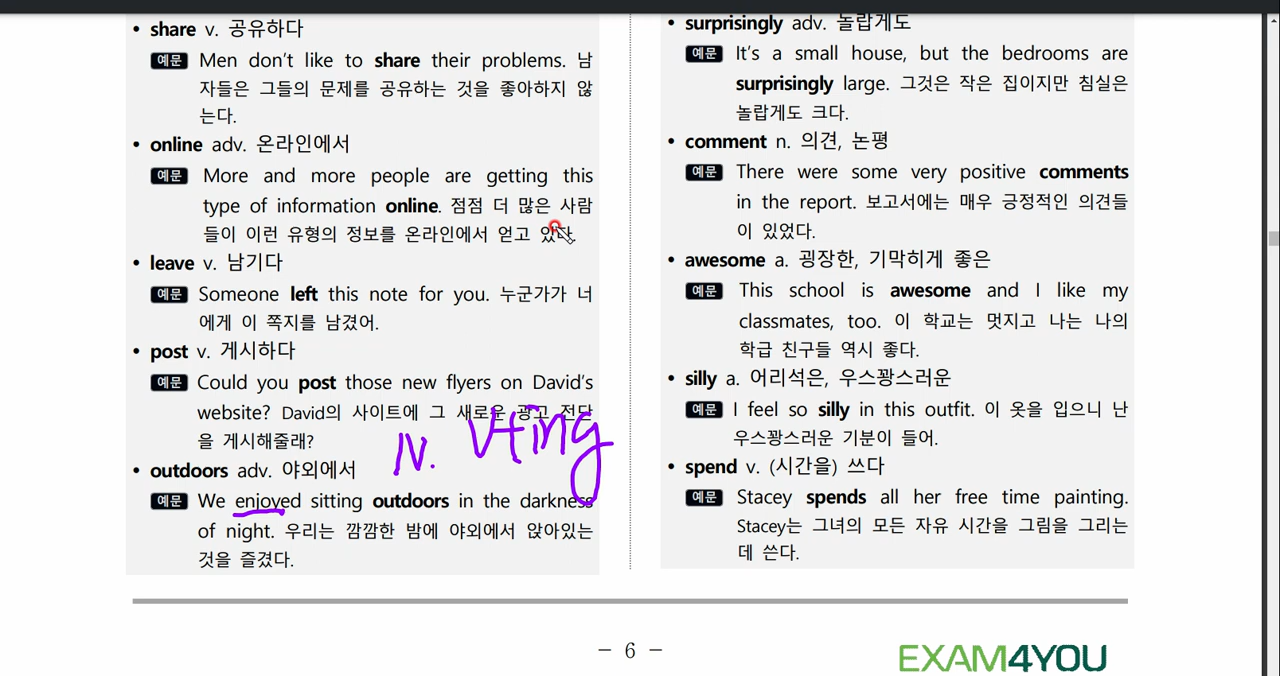 • share v. 공유하다
예문 Men don't like to share their problems. 남
자들은 그들의 문제를 공유하는 것을 좋아하지 않
는다.
• online adv. 온라인에서
예문 More and more people are getting this
type of information online. 점점 더 많은 사람
들이 이런 유형의 정보를 온라인에서 얻고 있다.
• leave v. 남기다
예문 Someone left this note for you. 누군가가 너
에게 이 쪽지를 남겼어.
• post v. 게시하다
예문 Could you post those new flyers on David's
website? David의 사이트에 그 새로운 광고 전단
을 게시해줄래?
N. V+ing
• outdoors adv. 야외에서
예문 We enjoyed sitting outdoors in the darkness
of night. 우리는 깜깜한 밤에 야외에서 앉아있는
것을 즐겼다.
• surprisingly adv. 놀랍게도
예문 It's a small house, but the bedrooms are
surprisingly large. 그것은 작은 집이지만 침실은
놀랍게도 크다.
• comment n. 의견, 논평
예문 There were some very positive comments
in the report. 보고서에는 매우 긍정적인 의견들
이 있었다.
• awesome a. 굉장한, 기막히게 좋은
예문 This school is awesome and I like my
classmates, too. 이 학교는 멋지고 나는 나의
학급 친구들 역시 좋다.
• silly a. 어리석은, 우스꽝스러운
예문 I feel so silly in this outfit. 이 옷을 입으니 난
우스꽝스러운 기분이 들어.
• spend v. (시간을) 쓰다
예문 Stacey spends all her free time painting.
Stacey는 그녀의 모든 자유 시간을 그림을 그리는
데 쓴다.
- 6 -
EXAM4YOU